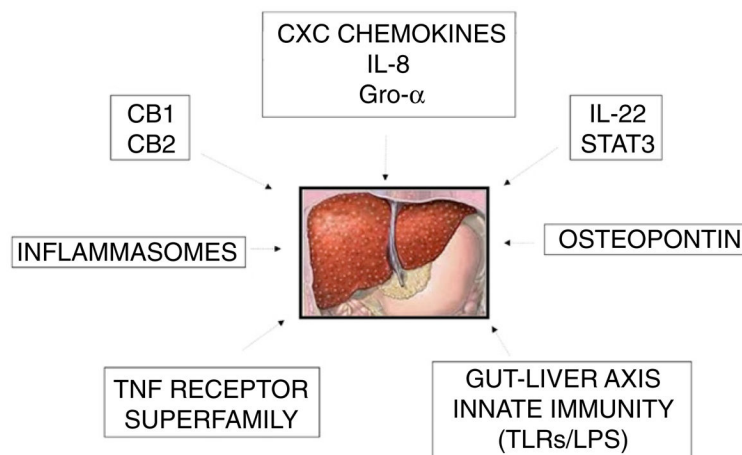 CXC CHEMOKINES
IL-8
Gro-α
CB1
CB2
IL-22
STAT3
INFLAMMASOMES
OSTEOPONTIN
TNF RECEPTOR
SUPERFAMILY
GUT-LIVER AXIS
INNATE IMMUNITY
(TLRs/LPS)